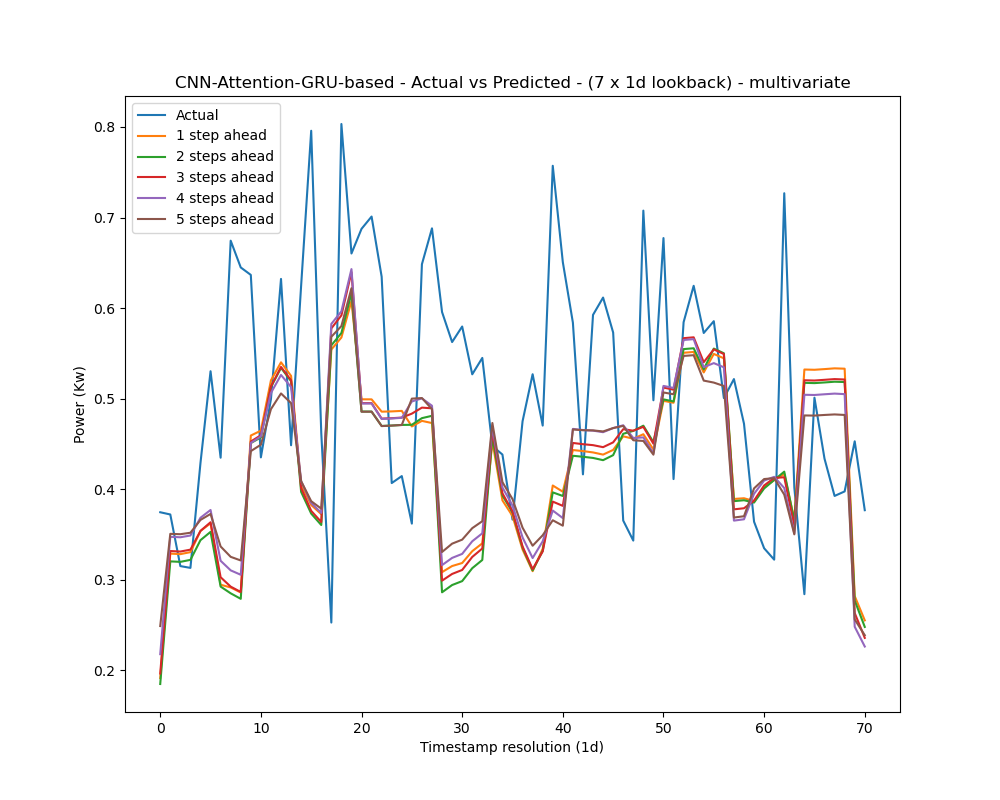 CNN-Attention-GRU-based - Actual vs Predicted - (7 x 1d lookback) - multivariate
Actual
1 step ahead
2 steps ahead
3 steps ahead
4 steps ahead
5 steps ahead
0.8
0.7
0.6
0.5
0.4
0.3
0.2
Power (Kw)
0 10 20 30 40 50 60 70
Timestamp resolution (1d)